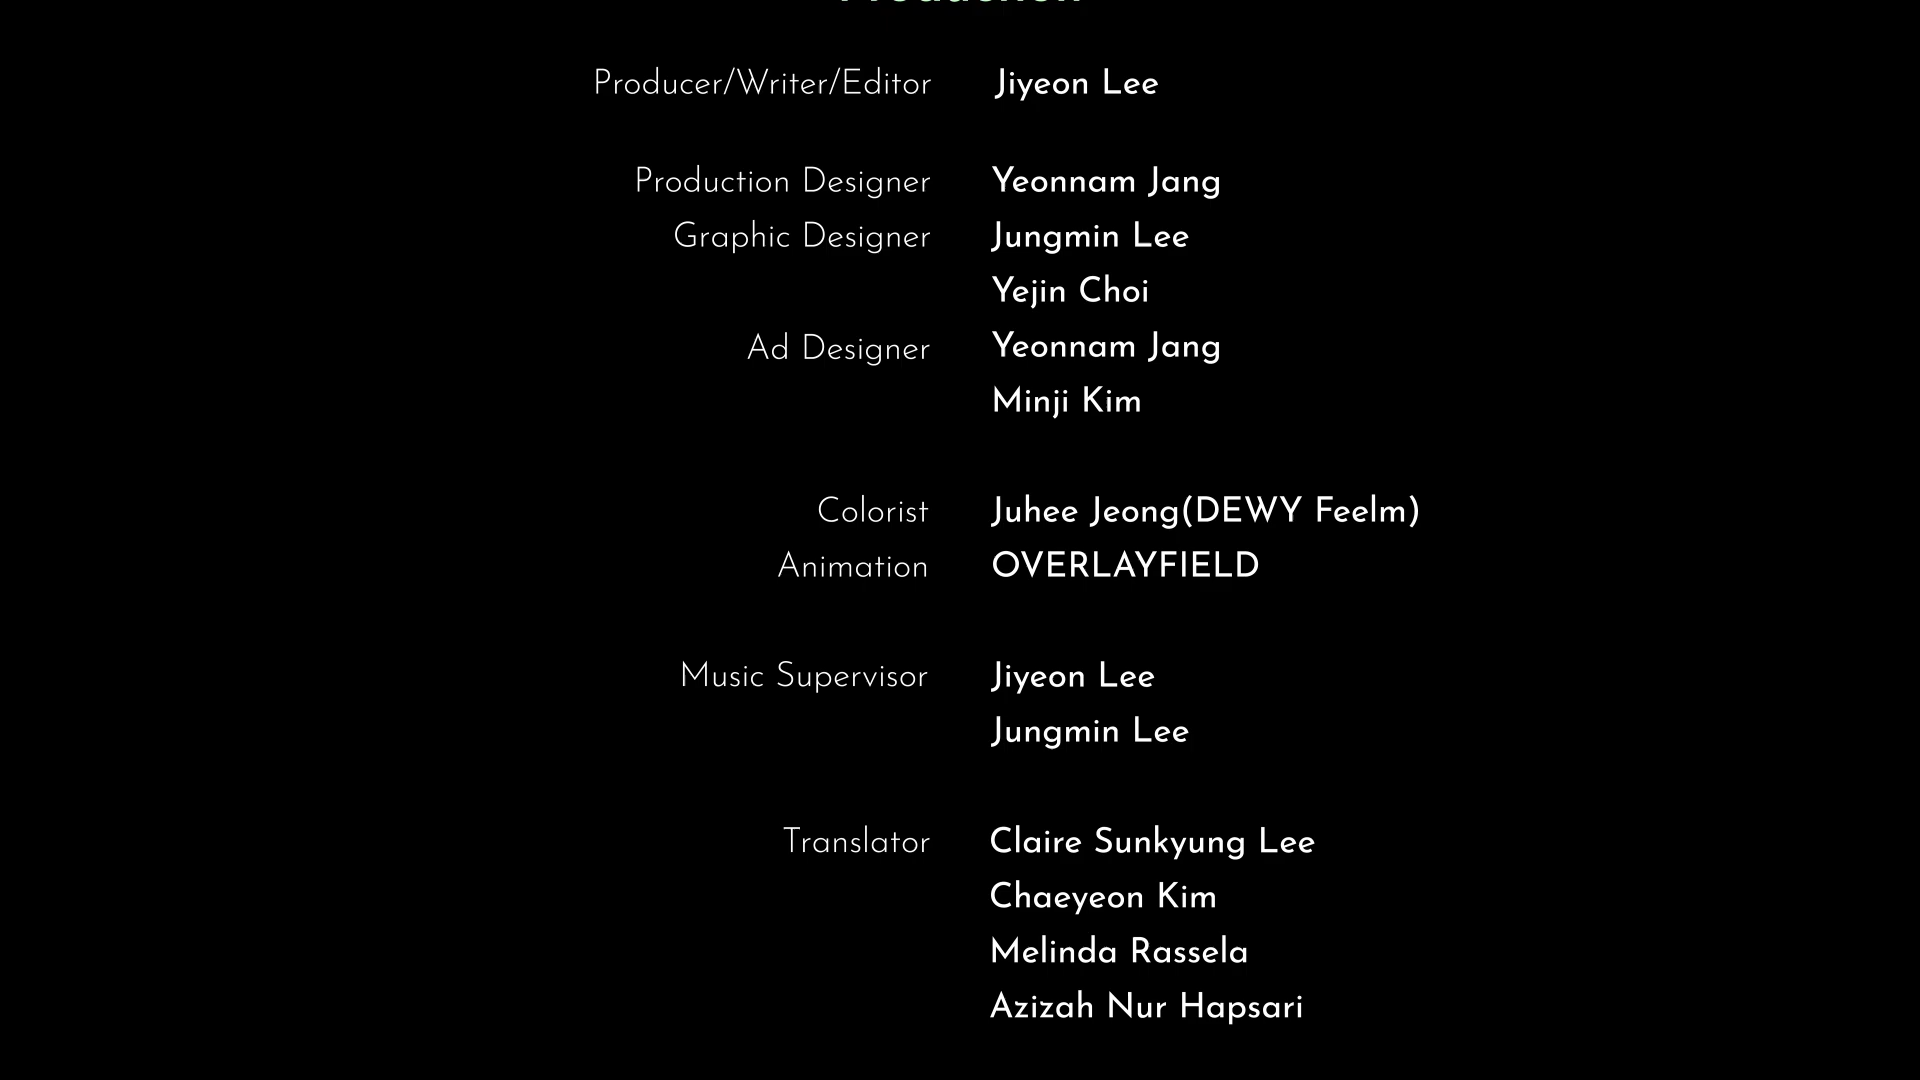 Production
Producer/Writer/Editor Jiyeon Lee
Production Designer Yeonnam Jang
Graphic Designer Jungmin Lee
Yejin Choi
Ad Designer Yeonnam Jang
Minji Kim
Colorist Juhee Jeong(DEWY Feelm)
Animation OVERLAYFIELD
Music Supervisor Jiyeon Lee
Jungmin Lee
Translator Claire Sunkyung Lee
Chaeyeon Kim
Melinda Rassela
Azizah Nur Hapsari